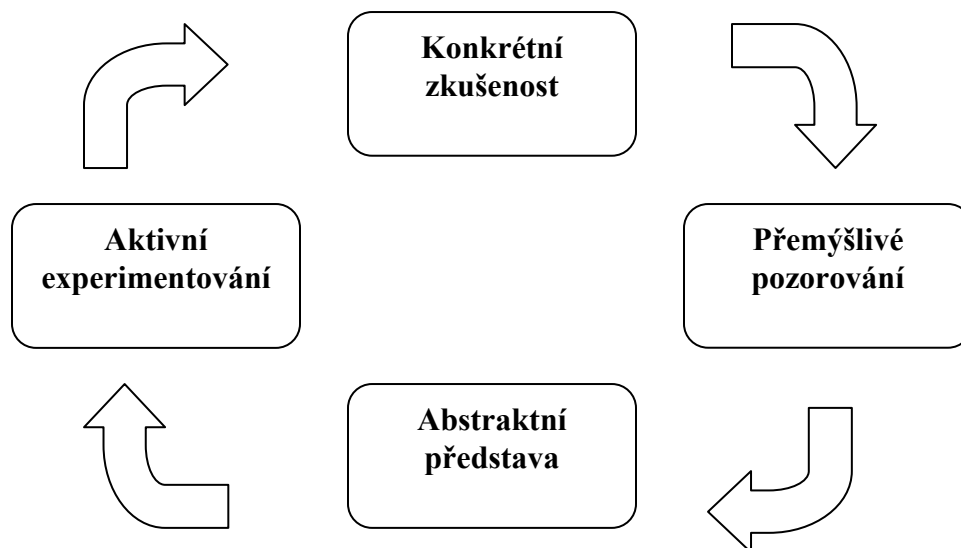 Konkrétní
zkušenost
Aktivní
experimentování
Přemýšlivé
pozorování
Abstraktní
představa